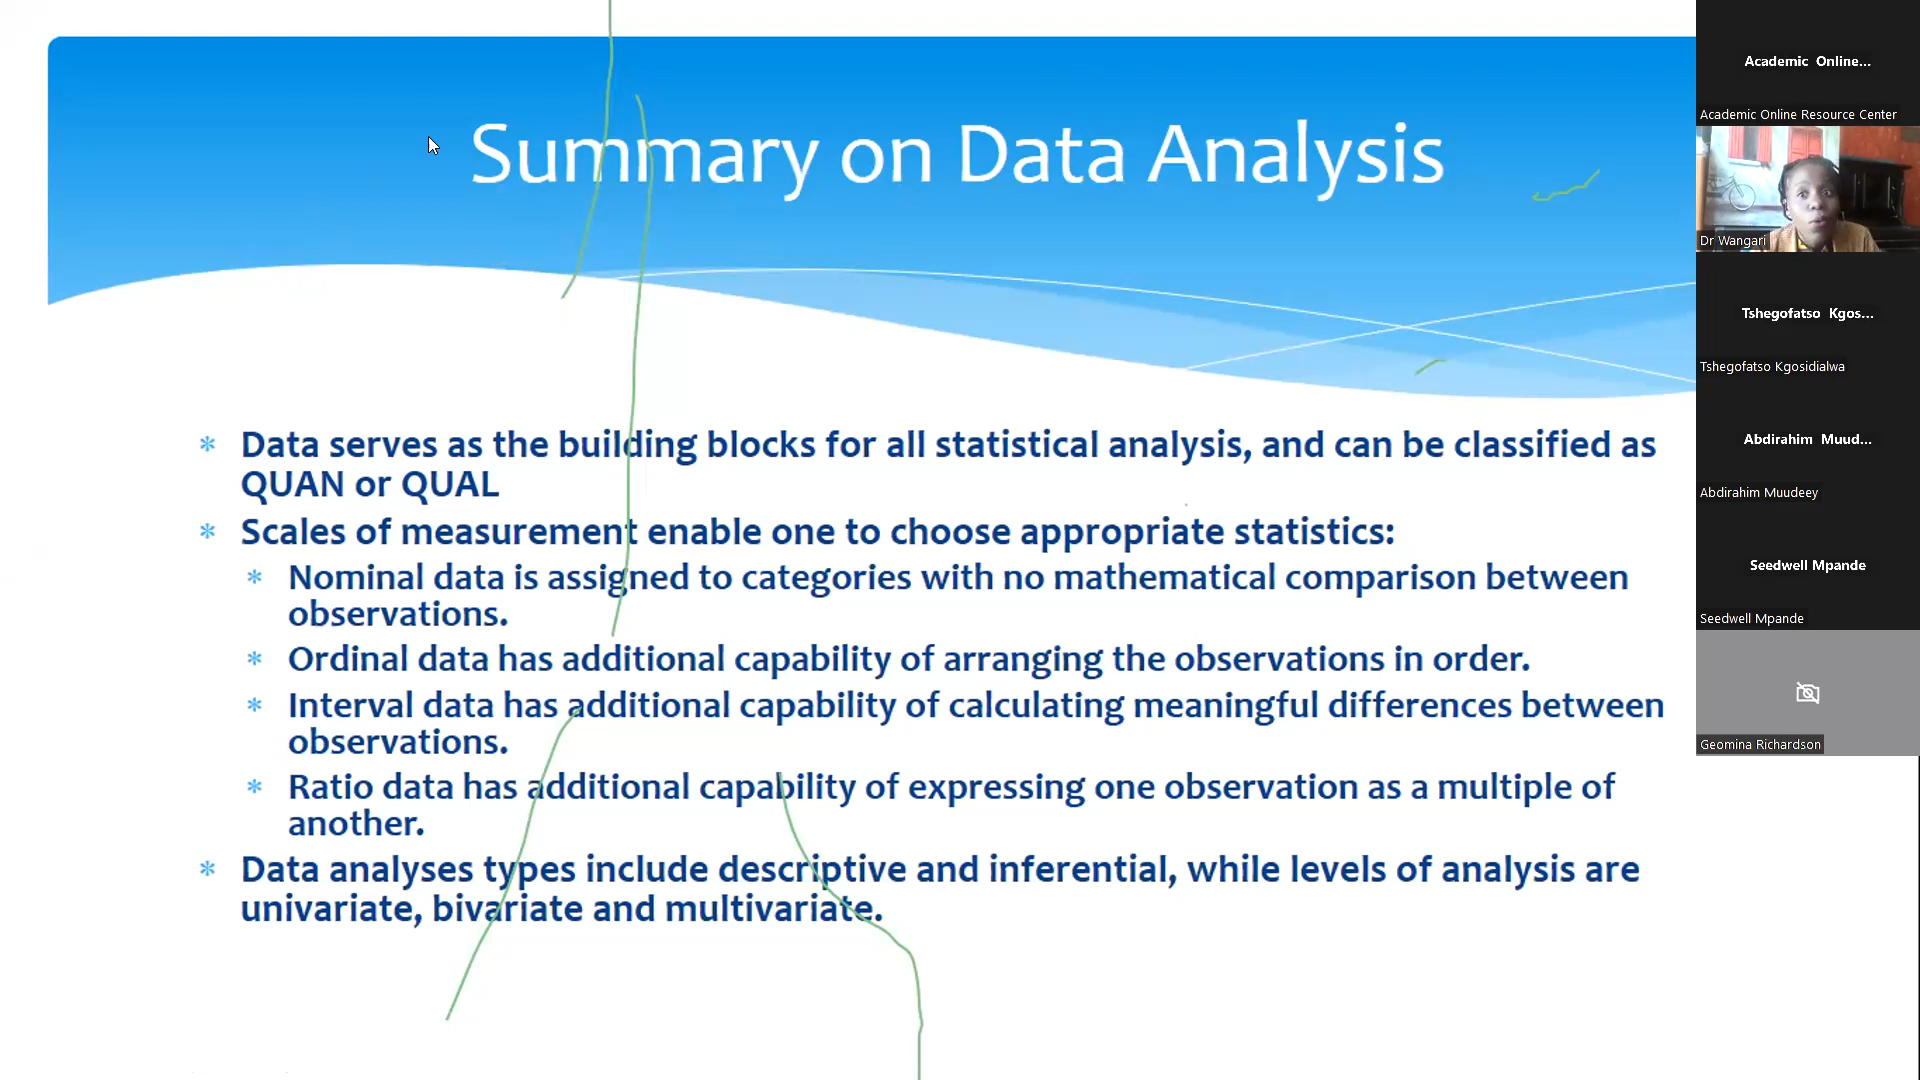 Summary on Data Analysis
* Data serves as the building blocks for all statistical analysis, and can be classified as
QUAN or QUAL
* Scales of measurement enable one to choose appropriate statistics:
* Nominal data is assigned to categories with no mathematical comparison between
observations.
* Ordinal data has additional capability of arranging the observations in order.
* Interval data has additional capability of calculating meaningful differences between
observations.
* Ratio data has additional capability of expressing one observation as a multiple of
another.
* Data analyses types include descriptive and inferential, while levels of analysis are
univariate, bivariate and multivariate.
Academic Online...
Academic Online Resource Center
Dr Wangari
Tshegofatso Kgos...
Tshegofatso Kgosidialwa
Abdirahim Muud...
Abdirahim Muudeey
Seedwell Mpande
Seedwell Mpande
Geomina Richardson